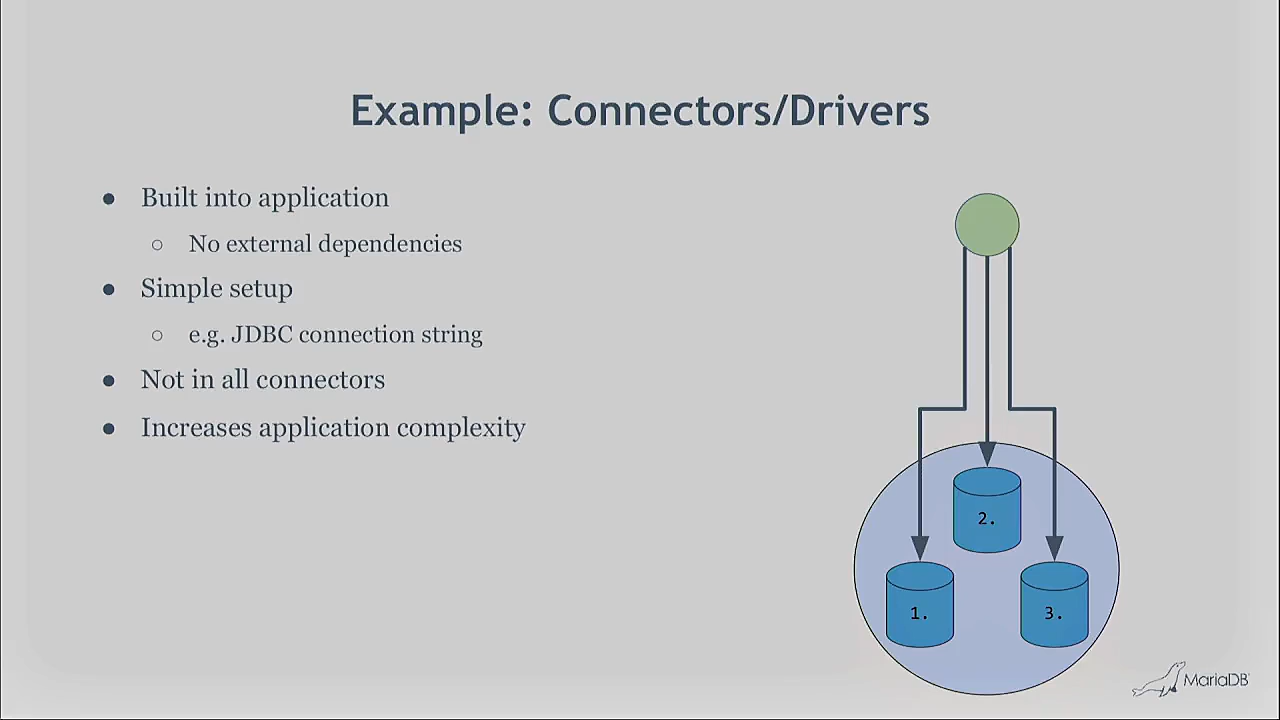 Example: Connectors/Drivers
● Built into application
○ No external dependencies
● Simple setup
○ e.g. JDBC connection string
● Not in all connectors
● Increases application complexity
2.
1.
3.
MariaDB